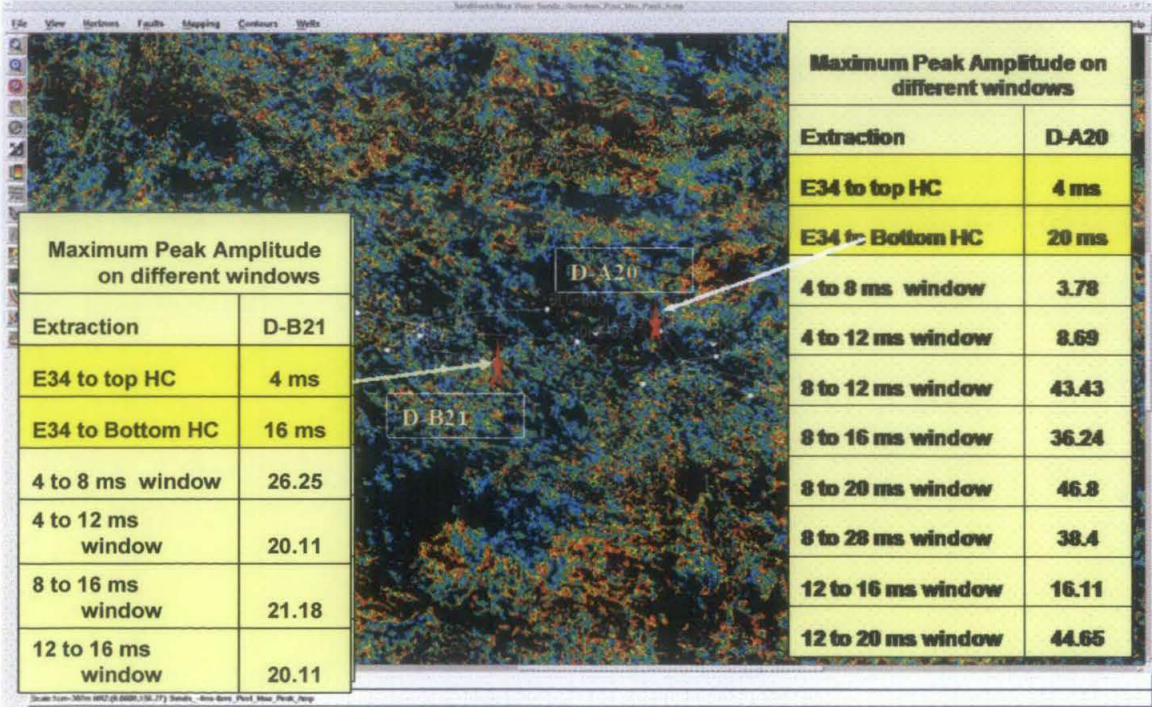 File View Horizons Faults Mapping Contours Wells
Maximum Peak Amplitude on
different windows
Extraction D-A20
E34 to top HC 4 ms
E34 to Bottom HC 20 ms
4 to 8 ms window 3.78
4 to 12 ms window 8.69
8 to 12 ms window 43.43
8 to 16 ms window 36.24
8 to 20 ms window 46.8
8 to 28 ms window 38.4
12 to 16 ms window 16.11
12 to 20 ms window 44.65
Maximum Peak Amplitude
on different windows
Extraction D-B21
E34 to top HC 4 ms
E34 to Bottom HC 16 ms
4 to 8 ms window 26.25
4 to 12 ms
window 20.11
8 to 16 ms
window 21.18
12 to 16 ms
window 20.11
D-A20
D-B21